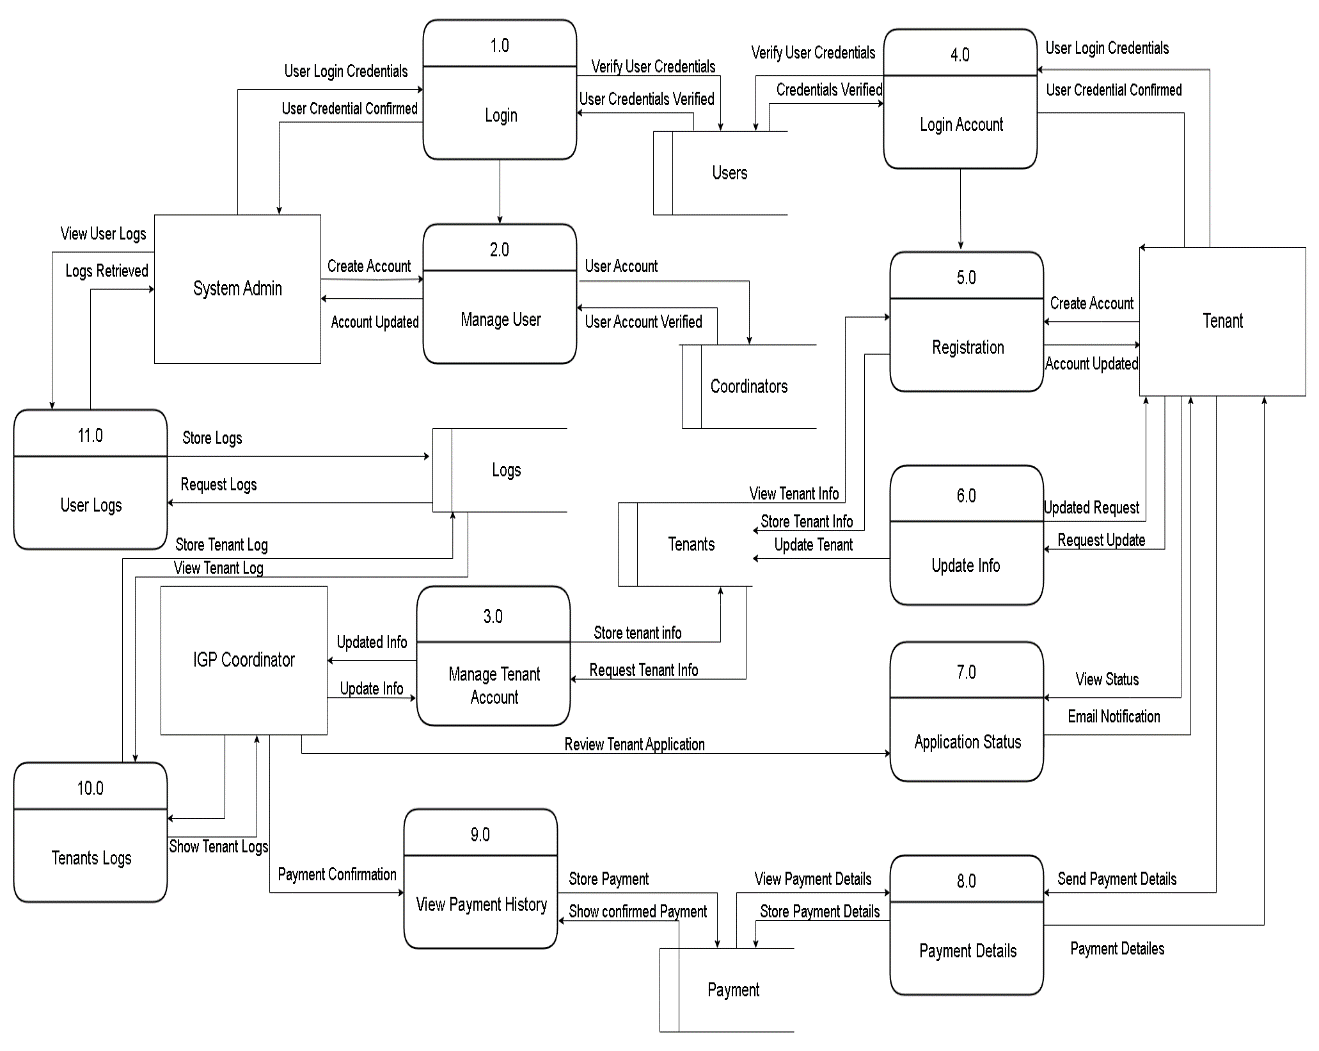 1.0
Login
4.0
Login Account
User Login Credentials
User Credential Confirmed
Verify User Credentials
User Credentials Verified
Verify User Credentials
Credentials Verified
User Login Credentials
User Credential Confirmed
Users
View User Logs
Logs Retrieved
System Admin
Create Account
Account Updated
2.0
Manage User
User Account
User Account Verified
Coordinators
5.0
Registration
Create Account
Account Updated
Tenant
11.0
User Logs
Store Logs
Request Logs
Logs
Store Tenant Log
View Tenant Log
View Tenant Info
Store Tenant Info
Update Tenant
Tenants
6.0
Update Info
Updated Request
Request Update
IGP Coordinator
Updated Info
Update Info
3.0
Manage Tenant
Account
Store tenant info
Request Tenant Info
Review Tenant Application
7.0
Application Status
View Status
Email Notification
10.0
Tenants Logs
Show Tenant Logs
Payment Confirmation
9.0
View Payment History
Store Payment
Show confirmed Payment
View Payment Details
Store Payment Details
Payment
8.0
Payment Details
Send Payment Details
Payment Detailes